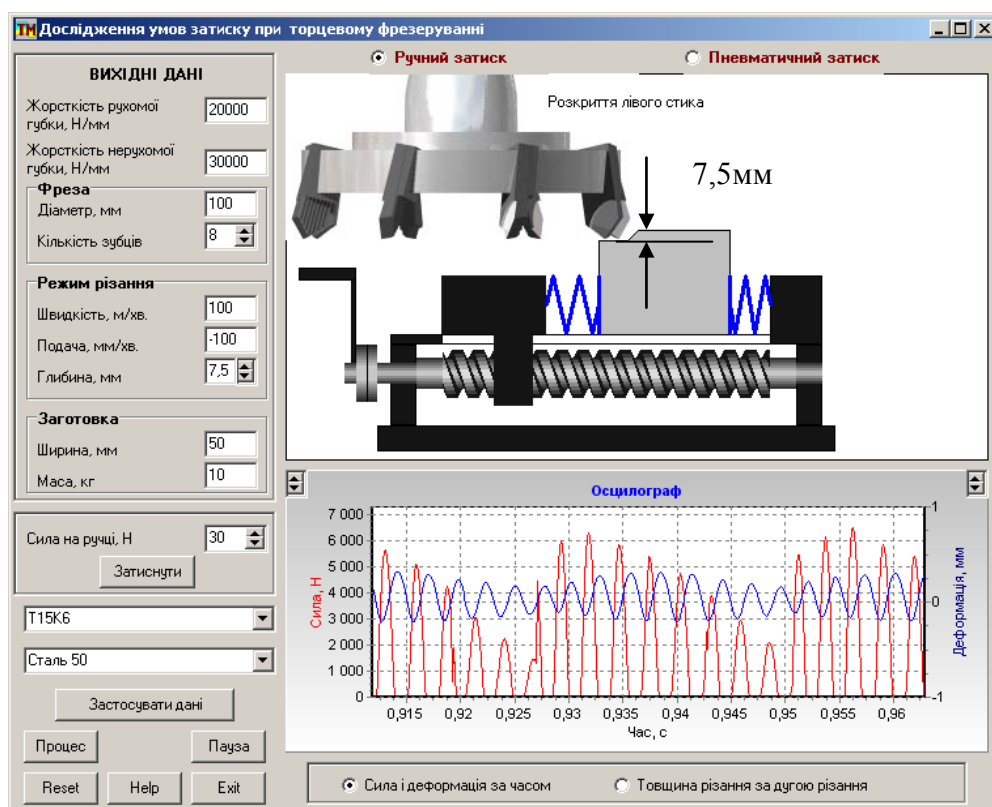 TM Дослідження умов затиску при торцевому фрезеруванні
ВИХІДНІ ДАНІ
Жорсткість рухомої
губки, Н/мм
20000
Жорсткість нерухомої
губки, Н/мм
30000
Фреза
Діаметр, мм
100
Кількість зубців
8
Режим різання
Швидкість, м/хв.
100
Подача, мм/хв.
-100
Глибина, мм
7,5
Заготовка
Ширина, мм
50
Маса, кг
10
Сила на ручці, Н
30
Затиснути
Т15К6
Сталь 50
Застосувати дані
Процес
Пауза
Reset
Help
Exit
Ручний затиск
Пневматичний затиск
Розкриття лівого стика
7,5мм
Осцилограф
Сила, Н
7 000
6 000
5 000
4 000
3 000
2 000
1 000
0
1
0
-1
Деформація, мм
0,915 0,92 0,925 0,93 0,935 0,94 0,945 0,95 0,955 0,96
Час, с
Сила і деформація за часом
Товщина різання за дугою різання